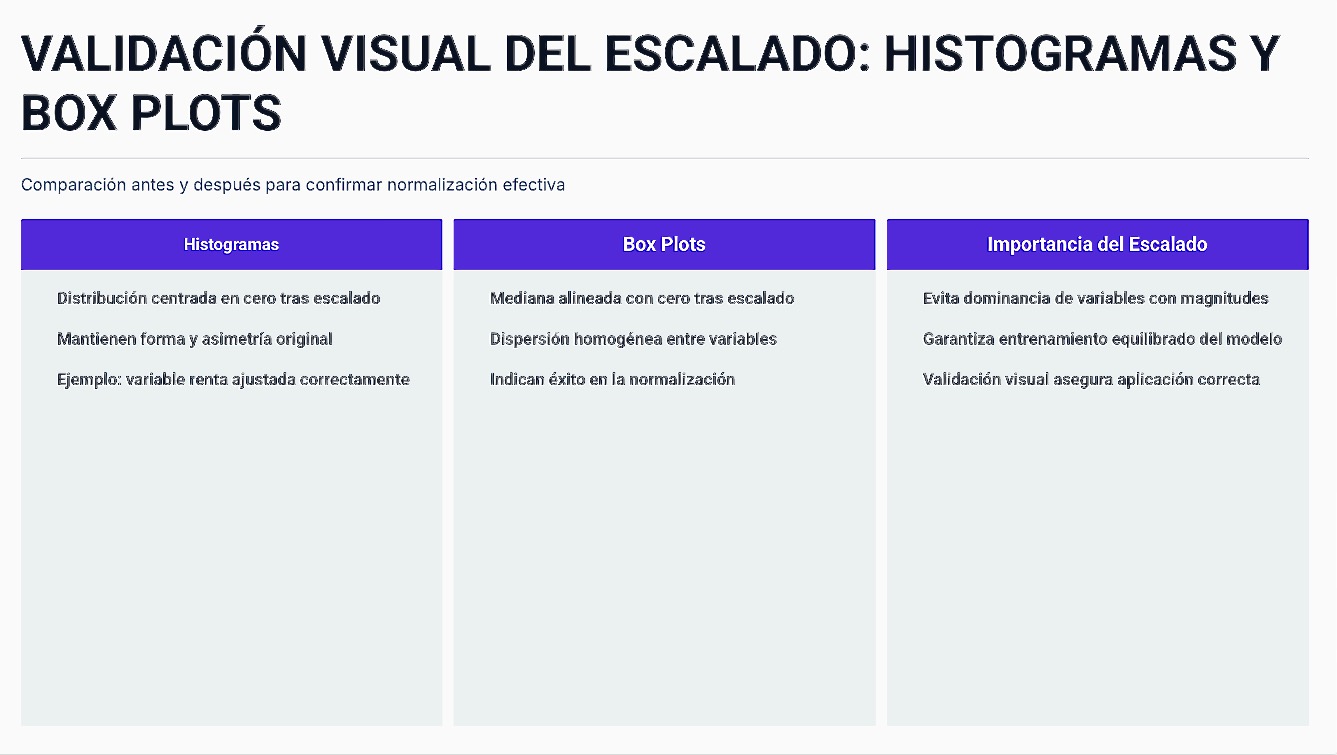 VALIDACIÓN VISUAL DEL ESCALADO: HISTOGRAMAS Y
BOX PLOTS
Comparación antes y después para confirmar normalización efectiva
Histogramas
Distribución centrada en cero tras escalado
Mantienen forma y asimetría original
Ejemplo: variable renta ajustada correctamente
Box Plots
Mediana alineada con cero tras escalado
Dispersión homogénea entre variables
Indican éxito en la normalización
Importancia del Escalado
Evita dominancia de variables con magnitudes
Garantiza entrenamiento equilibrado del modelo
Validación visual asegura aplicación correcta